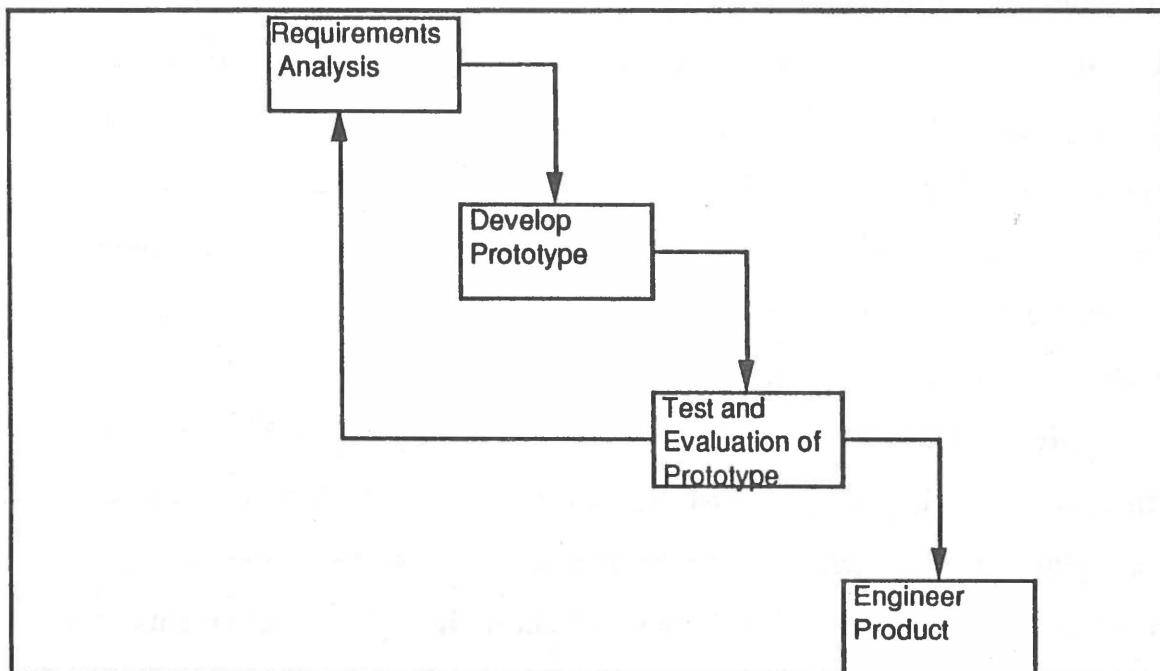 Requirements
Analysis
Develop
Prototype
Test and
Evaluation of
Prototype
Engineer
Product